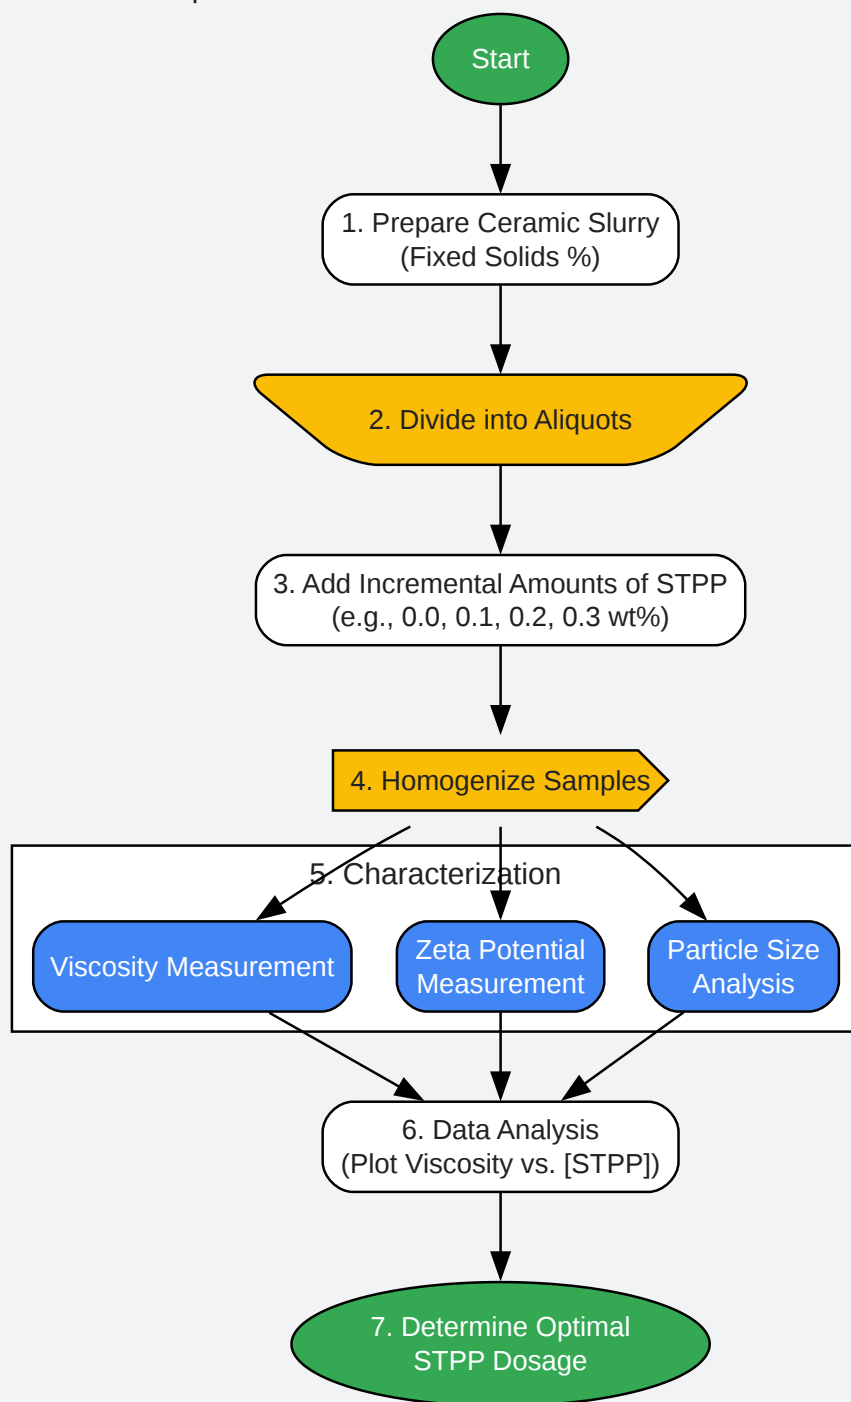 Start
1. Prepare Ceramic Slurry
(Fixed Solids %)
2. Divide into Aliquots
3. Add Incremental Amounts of STPP
(e.g., 0.0, 0.1, 0.2, 0.3 wt%)
4. Homogenize Samples
5. Characterization
Viscosity Measurement
Zeta Potential
Measurement
Particle Size
Analysis
6. Data Analysis
(Plot Viscosity vs. [STPP])
7. Determine Optimal
STPP Dosage